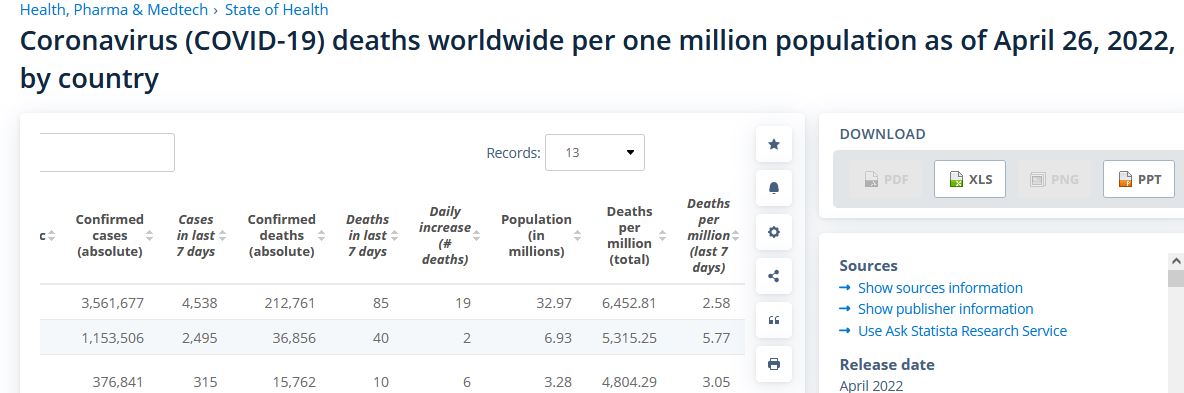 Health, Pharma & Medtech › State of Health
Coronavirus (COVID-19) deaths worldwide per one million population as of April 26, 2022,
by country
Records: 13
c
Confirmed
cases
(absolute)
Cases
in last
7 days
Confirmed
deaths
(absolute)
Deaths
in last
7 days
Daily
increase
(#
deaths)
Population
(in
millions)
Deaths
per
million
(total)
Deaths
per
million
(last 7
days)
3,561,677 4,538 212,761 85 19 32.97 6,452.81 2.58
1,153,506 2,495 36,856 40 2 6.93 5,315.25 5.77
376,841 315 15,762 10 6 3.28 4,804.29 3.05
DOWNLOAD
PDF XLS PNG PPT
Sources
→ Show sources information
→ Show publisher information
→ Use Ask Statista Research Service
Release date
April 2022